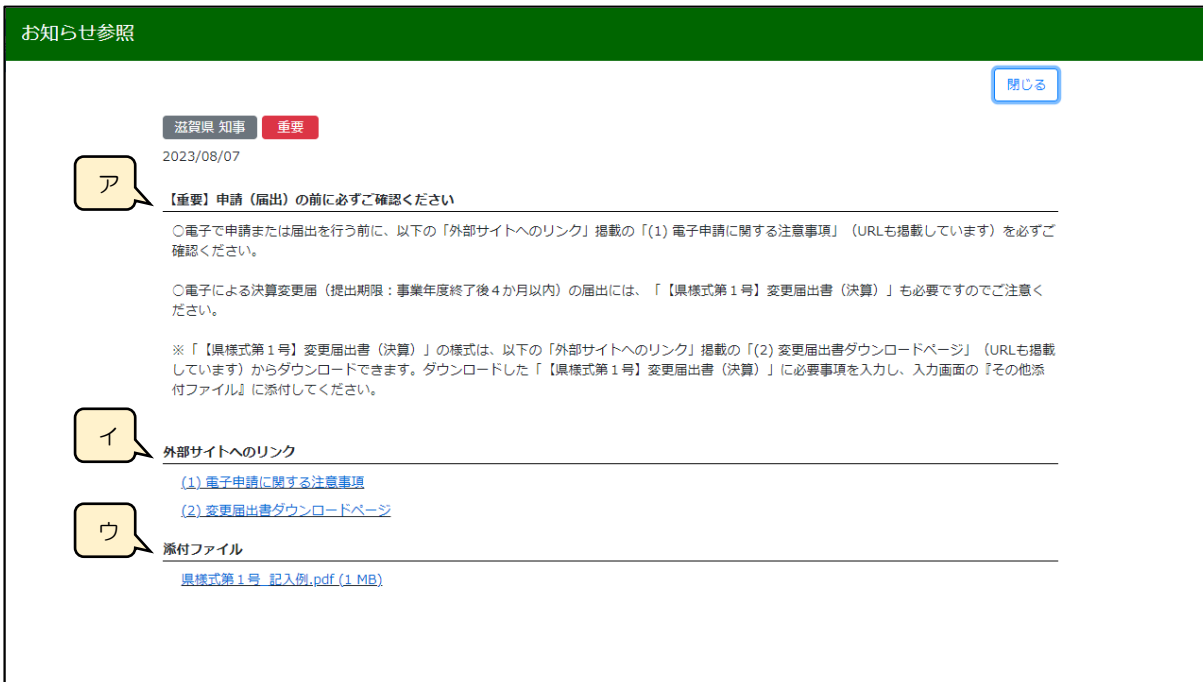 お知らせ参照
閉じる
滋賀県 知事 重要
2023/08/07
ア
【重要】申請（届出）の前に必ずご確認ください
○電子で申請または届出を行う前に、以下の「外部サイトへのリンク」掲載の「(1) 電子申請に関する注意事項」（URLも掲載しています）を必ずご
確認ください。
○電子による決算変更届（提出期限：事業年度終了後４か月以内）の届出には、「【県様式第１号】変更届出書（決算）」も必要ですのでご注意く
ださい。
※「【県様式第１号】変更届出書（決算）」の様式は、以下の「外部サイトへのリンク」掲載の「(2) 変更届出書ダウンロードページ」（URLも掲載
しています）からダウンロードできます。ダウンロードした「【県様式第１号】変更届出書（決算）」に必要事項を入力し、入力画面の『その他添
付ファイル』に添付してください。
イ
外部サイトへのリンク
(1) 電子申請に関する注意事項
(2) 変更届出書ダウンロードページ
ウ
添付ファイル
県様式第１号_記入例.pdf (1 MB)